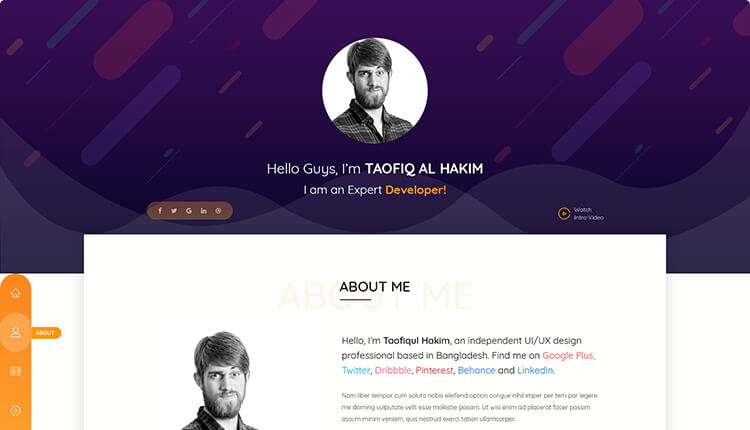 Hello Guys, I'm TAOFIQ AL HAKIM
I am an Expert Developer!
Watch
Intro Video
ABOUT ME
ABOUT ME
ABOUT
Hello, I'm Taofiqul Hakim, an independent UI/UX design
professional based in Bangladesh. Find me on Google Plus,
Twitter, Dribbble, Pinterest, Behance and LinkedIn.
Nam liber tempor cum soluta nobis eleifend option congue nihil imper per tem por legere
me doming vulputate velit esse molestie possim. Ut wisi enim ad placerat facer possim
assum minim veniam, quis nostrud exerci tation ullamcorper.